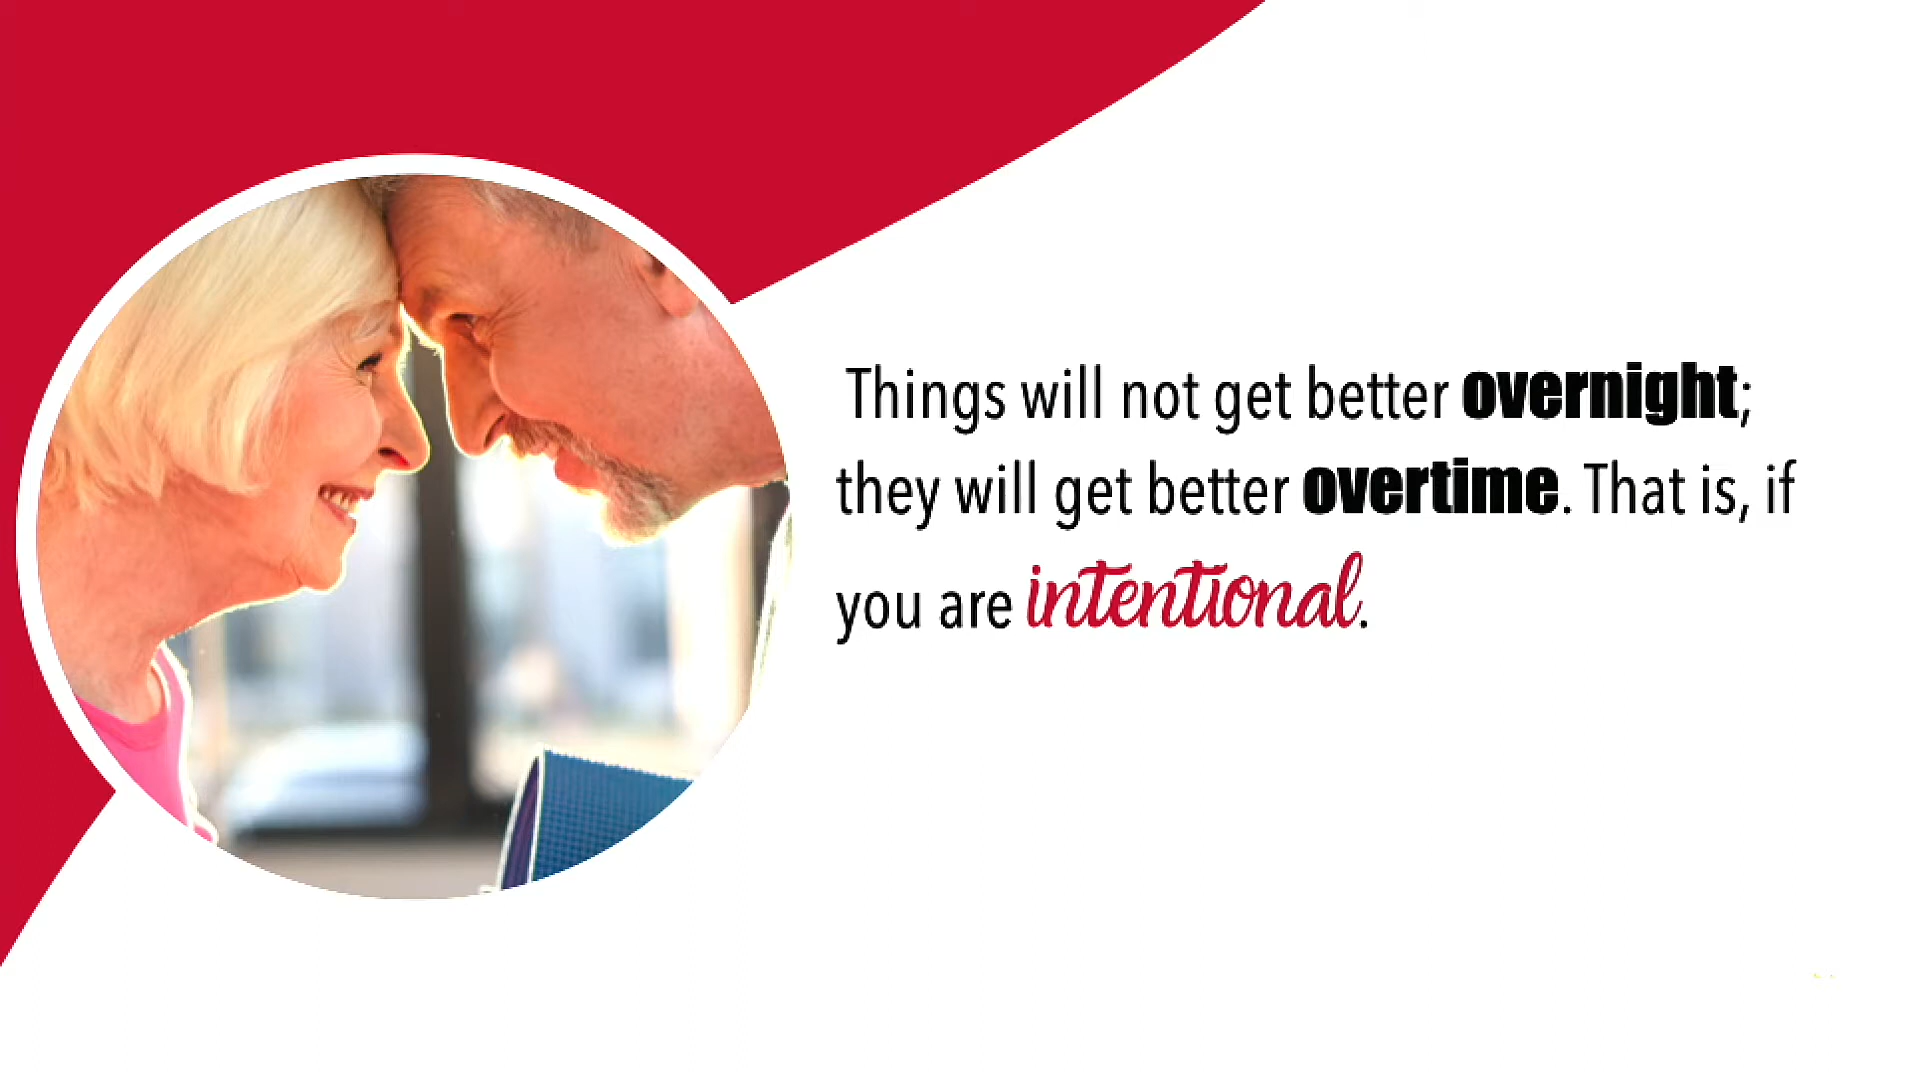 Things will not get better overnight;
they will get better overtime. That is, if
you are intentional.